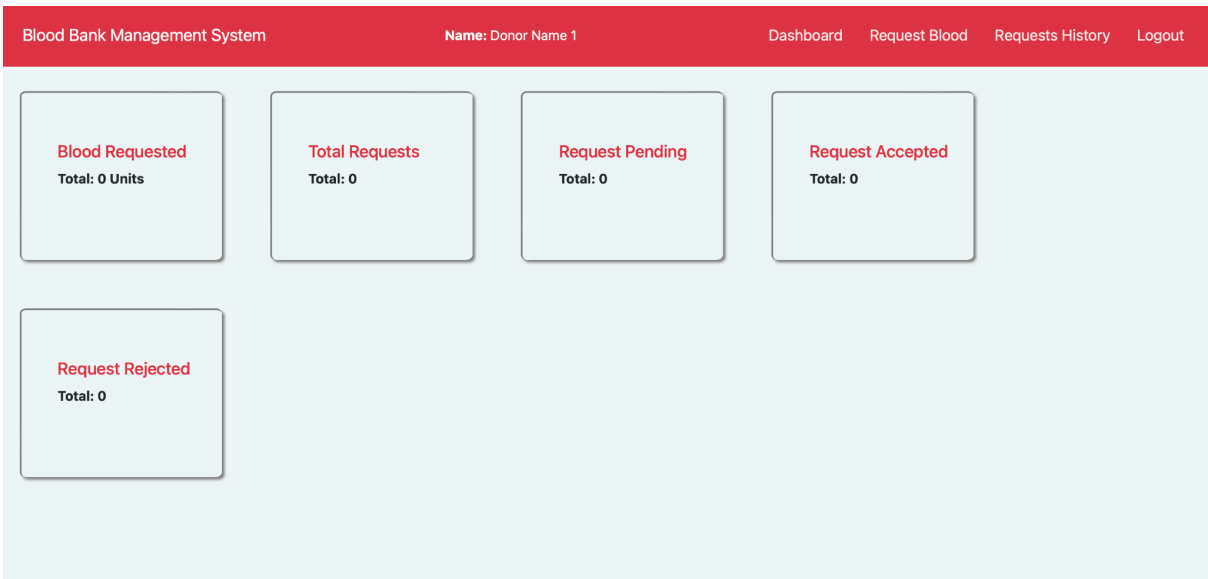 Blood Bank Management System
Name: Donor Name 1
Dashboard
Request Blood
Requests History
Logout
Blood Requested
Total: 0 Units
Total Requests
Total: 0
Request Pending
Total: 0
Request Accepted
Total: 0
Request Rejected
Total: 0